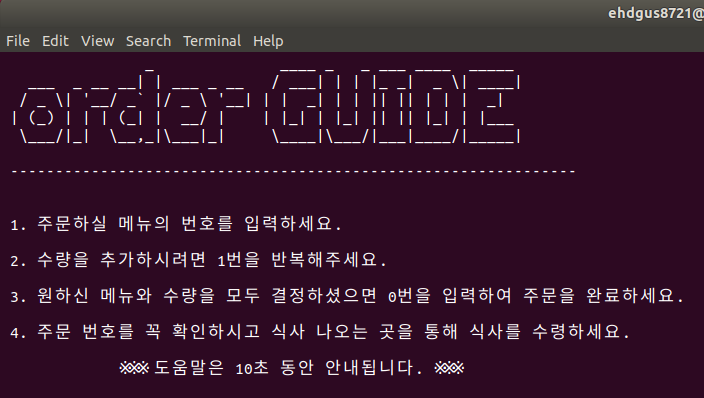 ehdgus8721@
File Edit View Search Terminal Help
order GUIDE
----------------------------------------------------------------
1. 주문하실 메뉴의 번호를 입력하세요.
2. 수량을 추가하시려면 1번을 반복해주세요.
3. 원하신 메뉴와 수량을 모두 결정하셨으면 0번을 입력하여 주문을 완료하세요.
4. 주문 번호를 꼭 확인하시고 식사 나오는 곳을 통해 식사를 수령하세요.
※※※ 도움말은 10초 동안 안내됩니다. ※※※